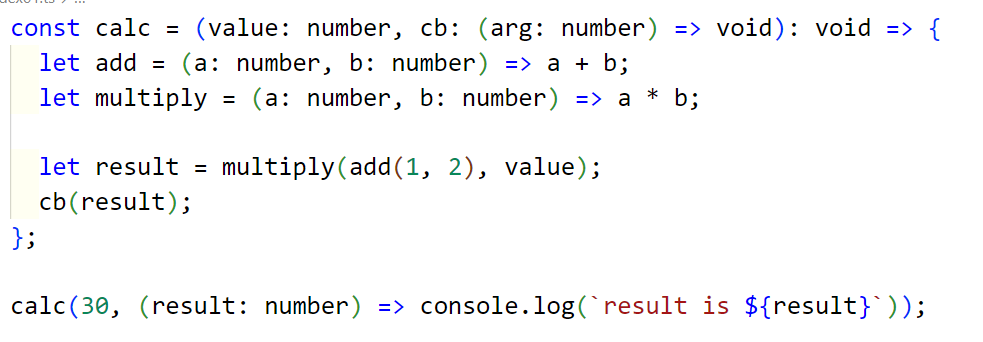 const calc = (value: number, cb: (arg: number) => void): void => {
  let add = (a: number, b: number) => a + b;
  let multiply = (a: number, b: number) => a * b;

  let result = multiply(add(1, 2), value);
  cb(result);
};

calc(30, (result: number) => console.log(`result is ${result}`));